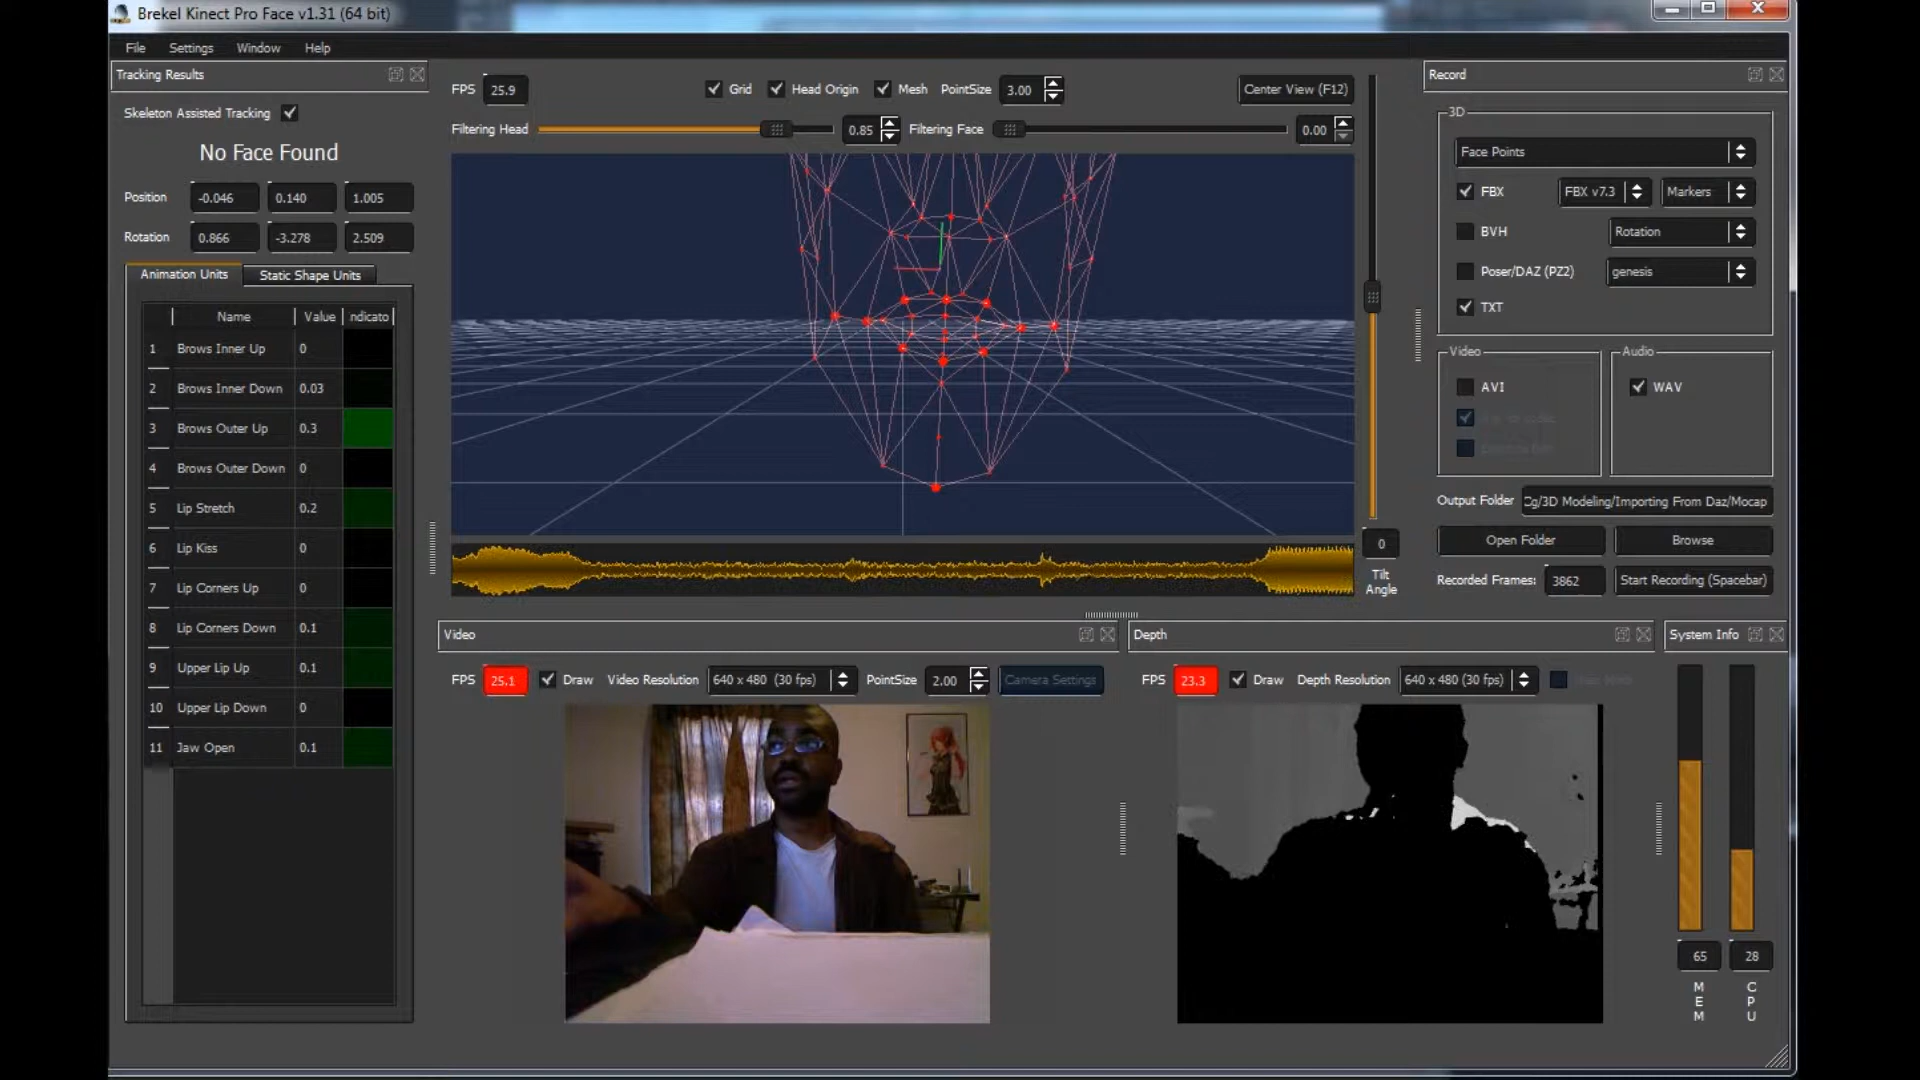 Brekel Kinect Pro Face v1.31 (64 bit)
File Settings Window Help
Tracking Results
Skeleton Assisted Tracking
No Face Found
Position -0.046 0.140 1.005
Rotation 0.866 -3.278 2.509
Animation Units Static Shape Units
Name Value ndicato
1 Brows Inner Up 0
2 Brows Inner Down 0.03
3 Brows Outer Up 0.3
4 Brows Outer Down 0
5 Lip Stretch 0.2
6 Lip Kiss 0
7 Lip Corners Up 0
8 Lip Corners Down 0.1
9 Upper Lip Up 0.1
10 Upper Lip Down 0
11 Jaw Open 0.1
FPS 25.9 Grid Head Origin Mesh PointSize 3.00 Center View (F12)
Filtering Head 0.85 Filtering Face 0.00
0
Tilt
Angle
Record
3D
Face Points
FBX FBX v7.3 Markers
BVH Rotation
Poser/DAZ (PZ2) genesis
TXT
Video
AVI
Audio
WAV
Output Folder Cg/3D Modeling/Importing From Daz/Mocap
Open Folder Browse
Recorded Frames: 3862 Start Recording (Spacebar)
Video
FPS 25.1 Draw Video Resolution 640 x 480 (30 fps) PointSize 2.00 Camera Settings
Depth
FPS 23.3 Draw Depth Resolution 640 x 480 (30 fps)
System Info
65 28
MEM CPU